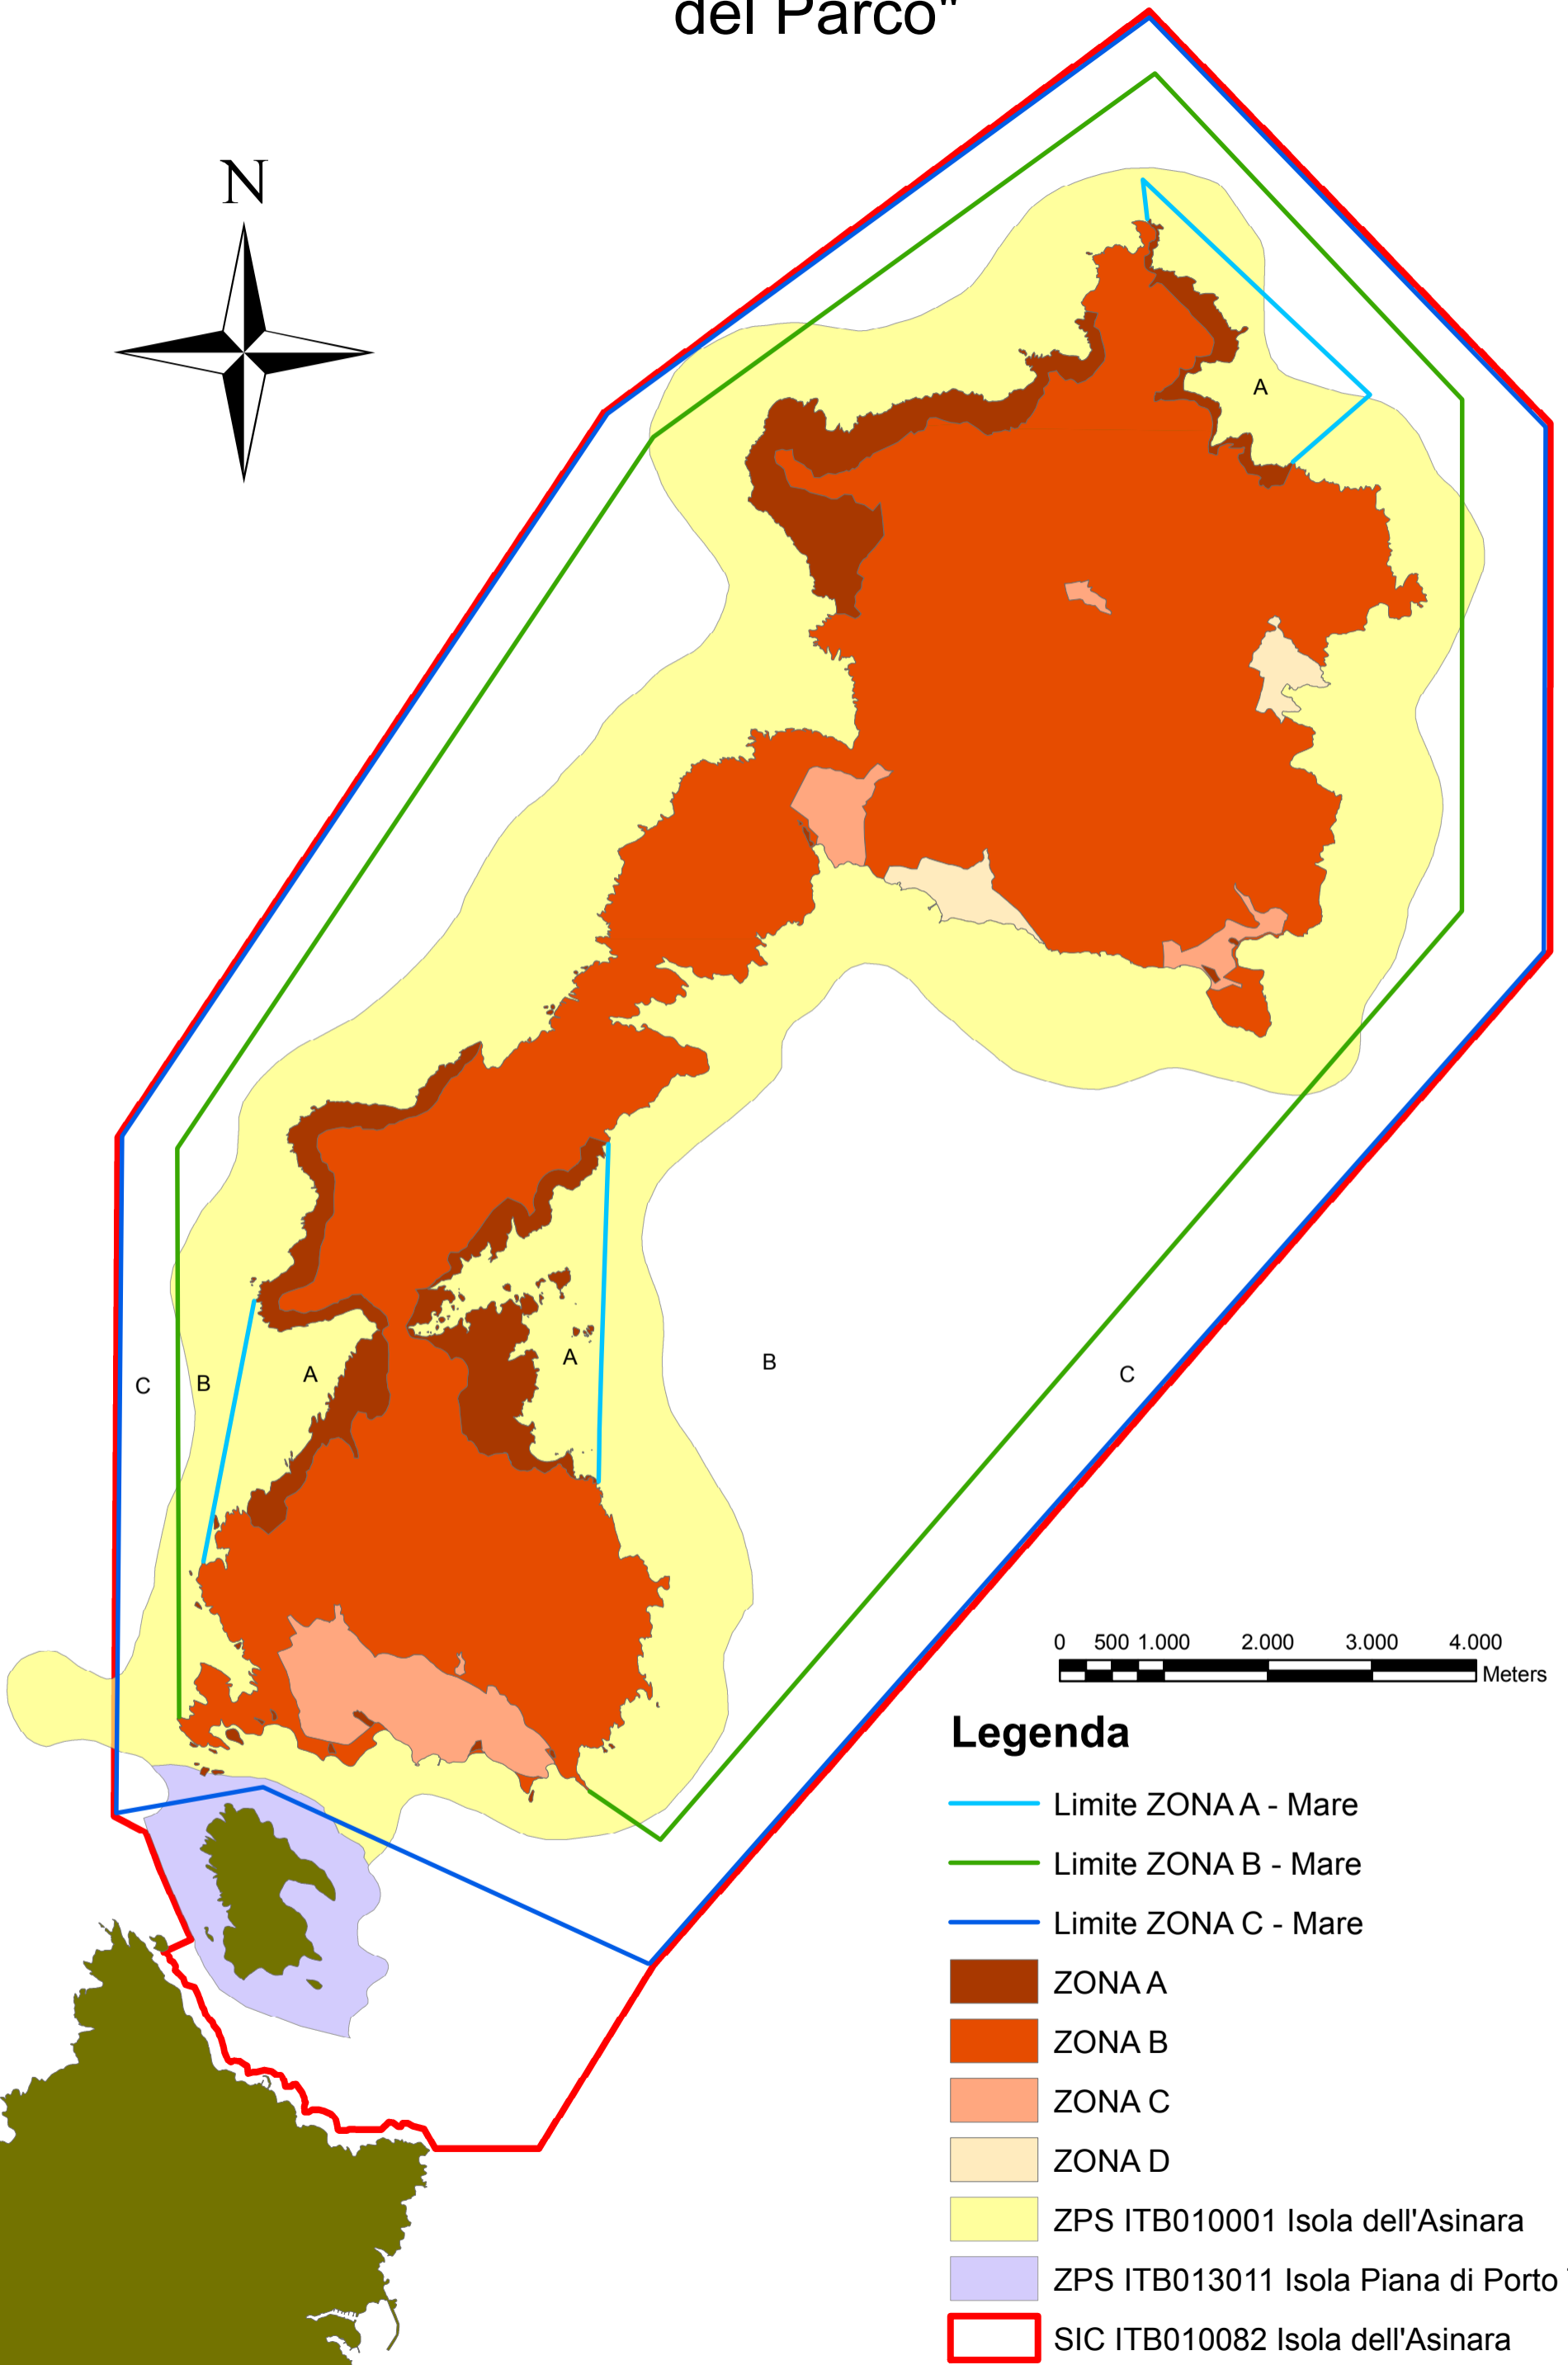 del Parco"
N
A
A
A
B
C
B
C
0 500 1.000 2.000 3.000 4.000
Meters
Legenda
Limite ZONA A - Mare
Limite ZONA B - Mare
Limite ZONA C - Mare
ZONA A
ZONA B
ZONA C
ZONA D
ZPS ITB010001 Isola dell'Asinara
ZPS ITB013011 Isola Piana di Porto
SIC ITB010082 Isola dell'Asinara